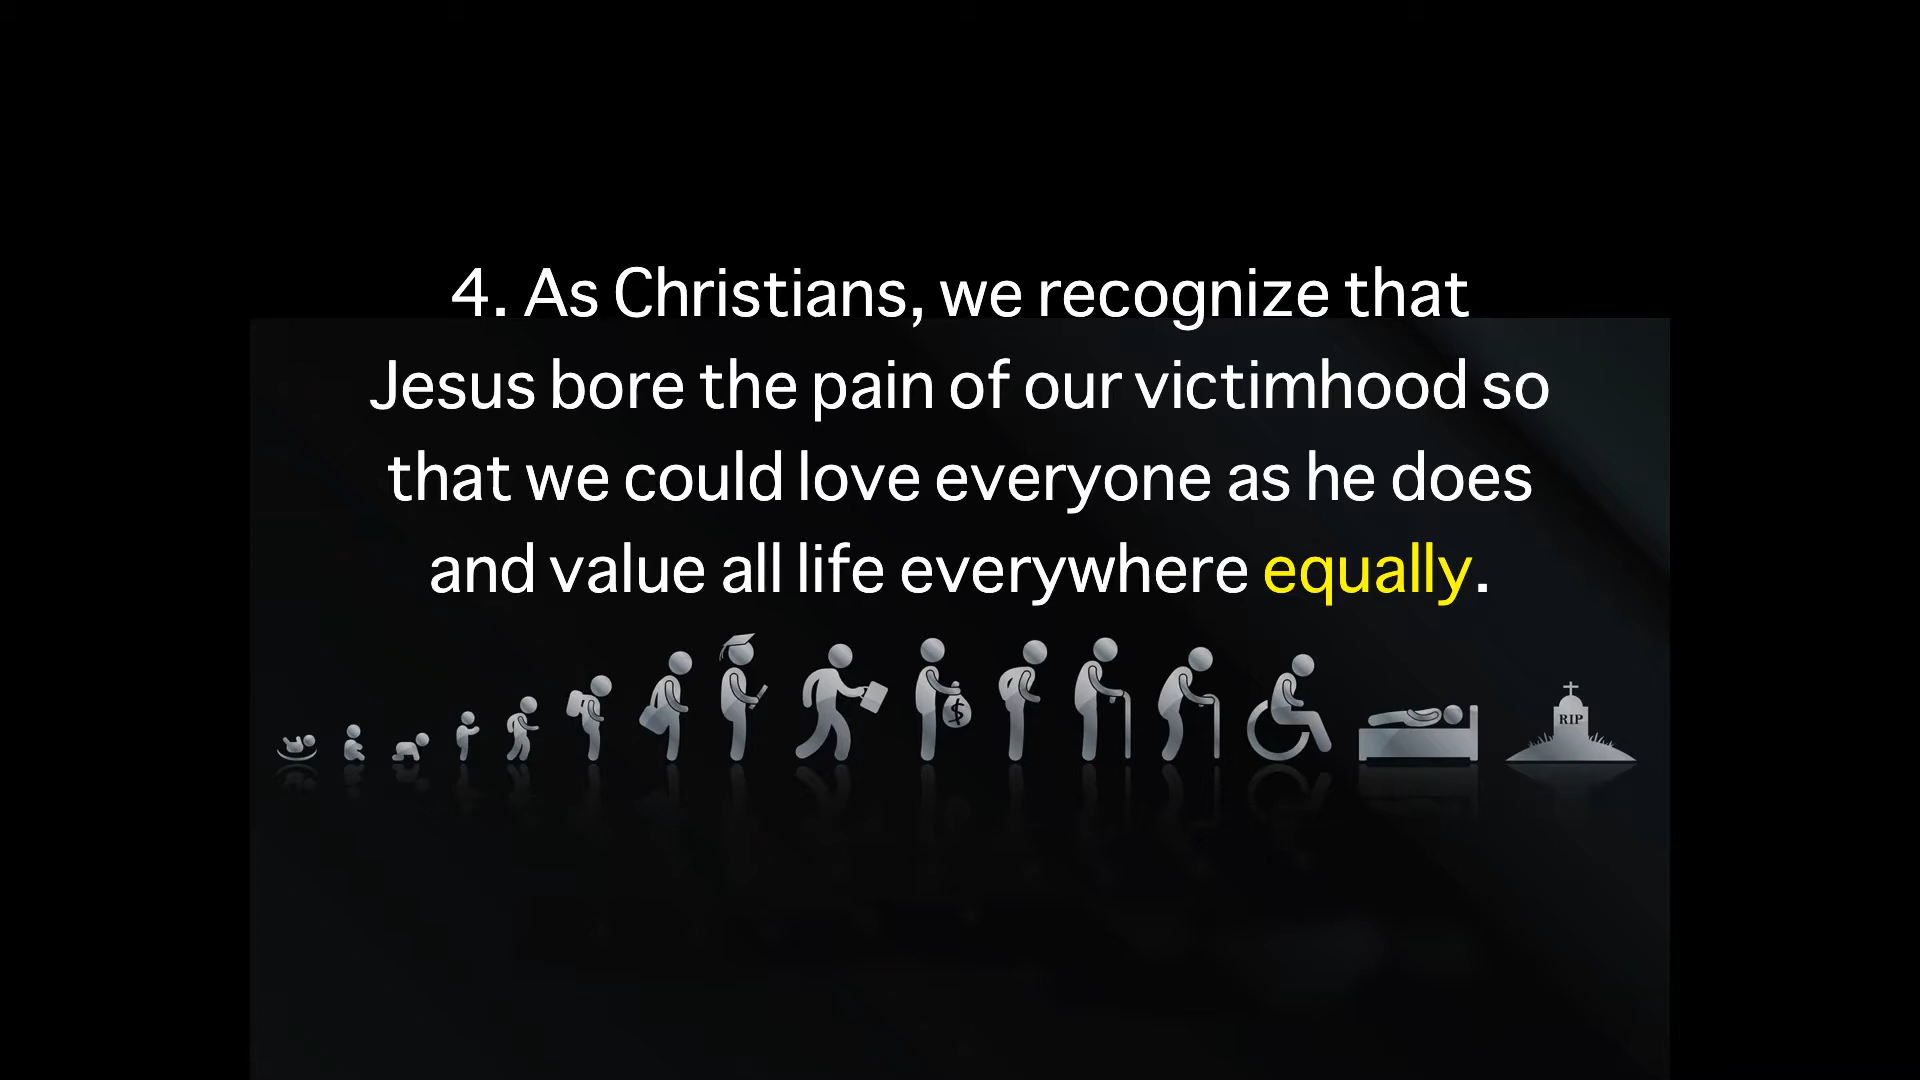 4. As Christians, we recognize that
Jesus bore the pain of our victimhood so
that we could love everyone as he does
and value all life everywhere equally.
$
RIP